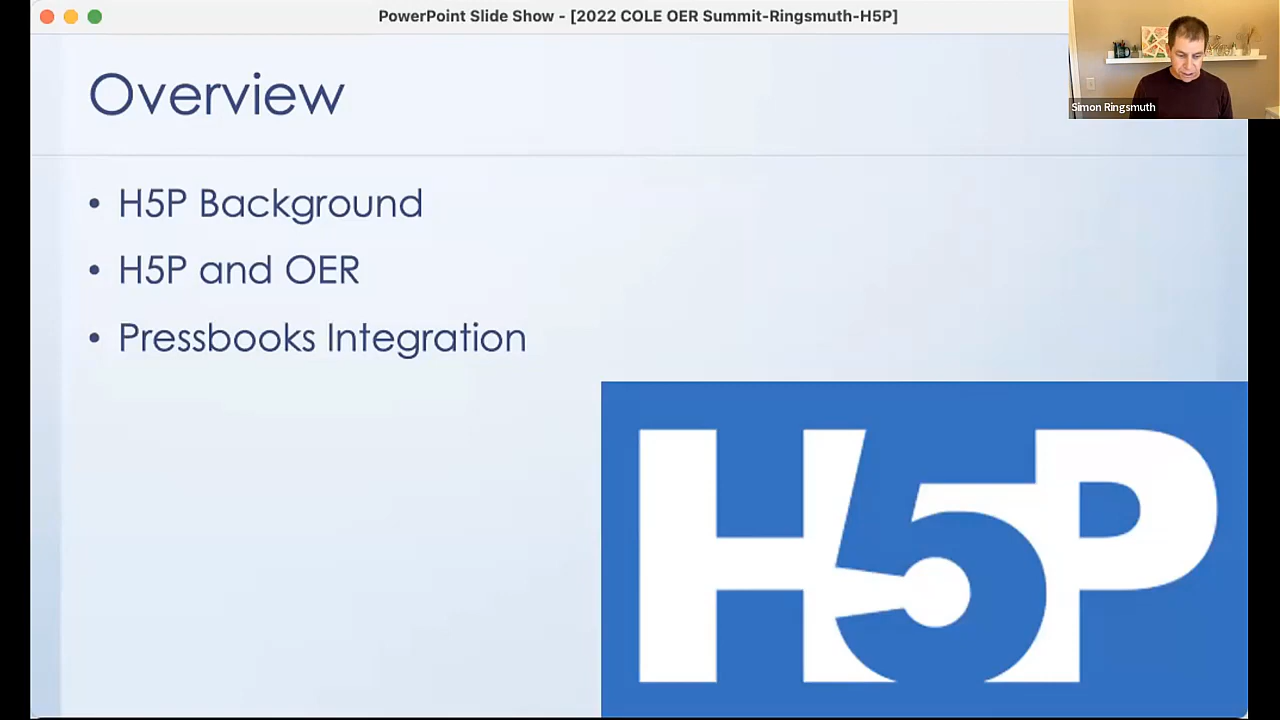 PowerPoint Slide Show - [2022 COLE OER Summit-Ringsmuth-H5P]
Simon Ringsmuth
Overview
• H5P Background
• H5P and OER
• Pressbooks Integration
H5P